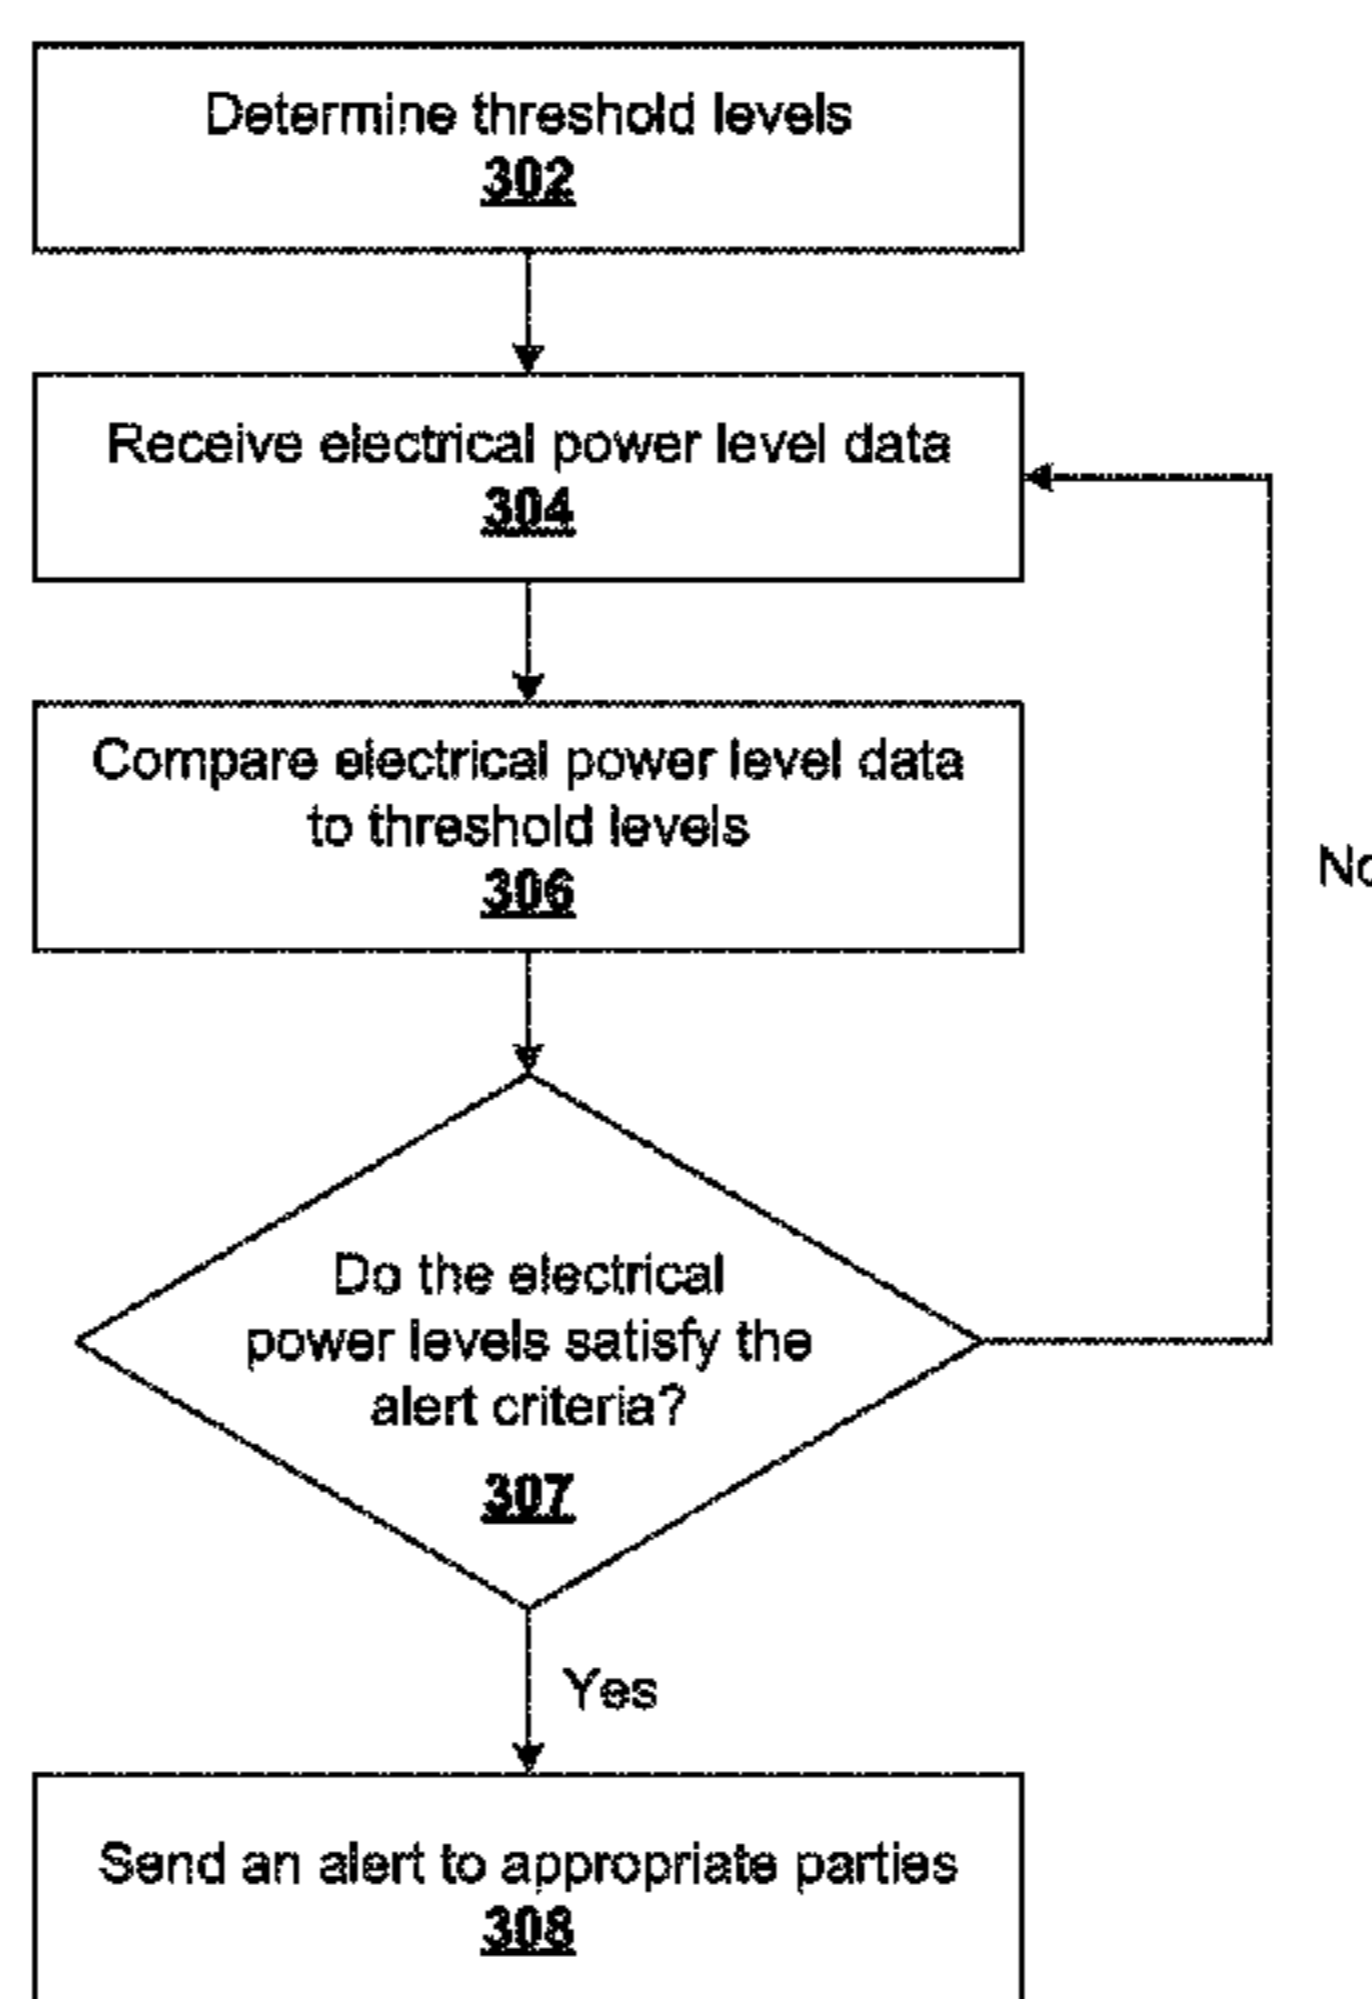 Determine threshold levels
302
Receive electrical power level data
304
Compare electrical power level data
to threshold levels
306
No
Do the electrical
power levels satisfy the
alert criteria?
307
Yes
Send an alert to appropriate parties
308